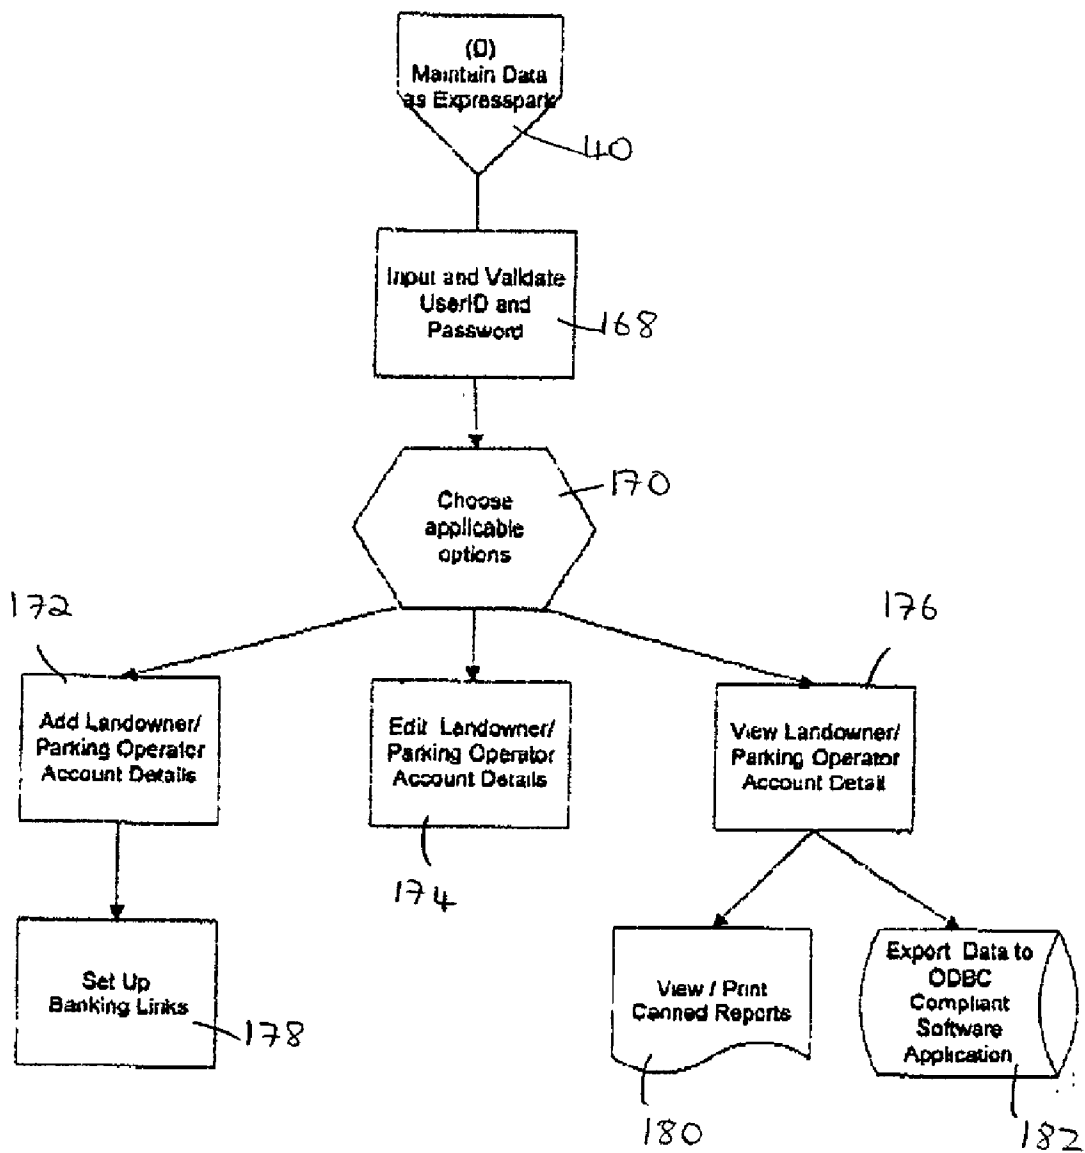 (D)
Maintain Data
as Expresspark
40
Input and Validate
UserID and
Password
168
Choose
applicable
options
170
172
176
Add Landowner/
Parking Operator
Account Details
Edit Landowner/
Parking Operator
Account Details
View Landowner/
Parking Operator
Account Detail
174
Set Up
Banking Links
178
View / Print
Canned Reports
180
Export Data to
ODBC
Compliant
Software
Application
182